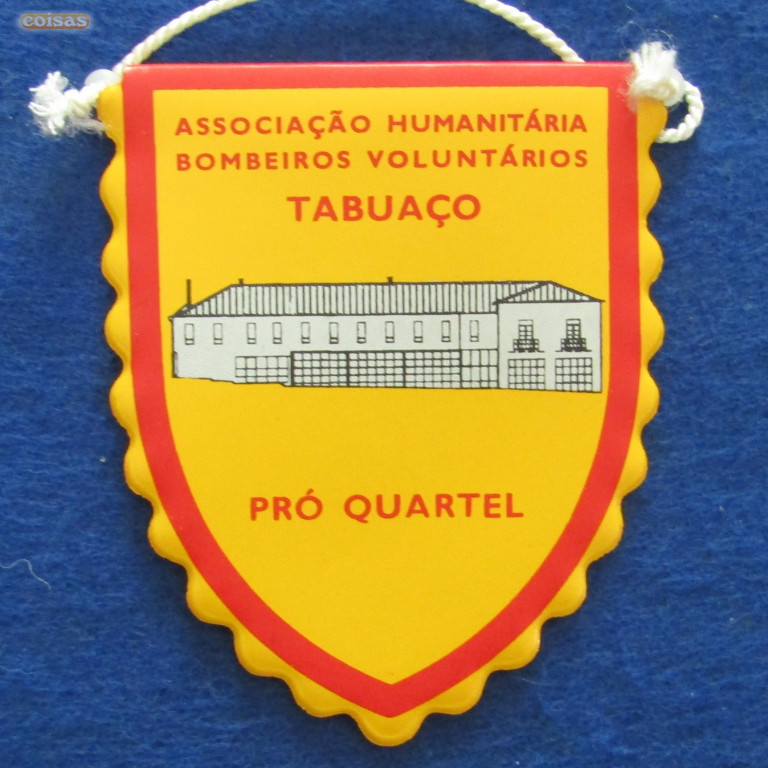 coisas
ASSOCIAÇÃO HUMANITÁRIA
BOMBEIROS VOLUNTÁRIOS
TABUAÇO
PRÓ QUARTEL